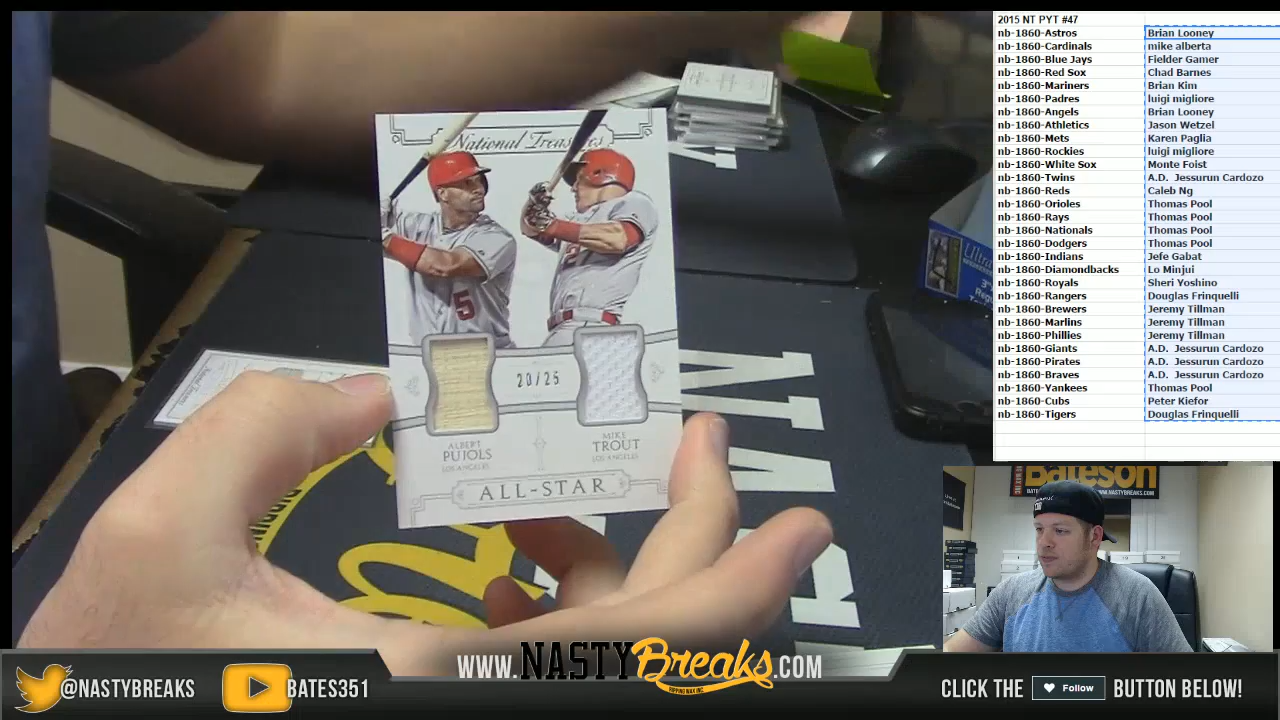 2015 NT PYT #47
nb-1860-Astros Brian Looney
nb-1860-Cardinals mike alberta
nb-1860-Blue Jays Fielder Gamer
nb-1860-Red Sox Chad Barnes
nb-1860-Mariners Brian Kim
nb-1860-Padres luigi migliore
nb-1860-Angels Brian Looney
nb-1860-Athletics Jason Wetzel
nb-1860-Mets Karen Paglia
nb-1860-Rockies luigi migliore
nb-1860-White Sox Monte Foist
nb-1860-Twins A.D. Jessurun Cardozo
nb-1860-Reds Caleb Ng
nb-1860-Orioles Thomas Pool
nb-1860-Rays Thomas Pool
nb-1860-Nationals Thomas Pool
nb-1860-Dodgers Thomas Pool
nb-1860-Indians Jefe Gabat
nb-1860-Diamondbacks Lo Minjui
nb-1860-Royals Sheri Yoshino
nb-1860-Rangers Douglas Frinquelli
nb-1860-Brewers Jeremy Tillman
nb-1860-Marlins Jeremy Tillman
nb-1860-Phillies Jeremy Tillman
nb-1860-Giants A.D. Jessurun Cardozo
nb-1860-Pirates A.D. Jessurun Cardozo
nb-1860-Braves A.D. Jessurun Cardozo
nb-1860-Yankees Thomas Pool
nb-1860-Cubs Peter Kiefor
nb-1860-Tigers Douglas Frinquelli
National Treasures
5
20/25
ALBERT
PUJOLS
LOS ANGELES
MIKE
TROUT
LOS ANGELES
ALL-STAR
Bateson
WWW.NASTYBREAKS.COM
RIPPING WAX INC.
@NASTYBREAKS
BATES351
CLICK THE Follow BUTTON BELOW!